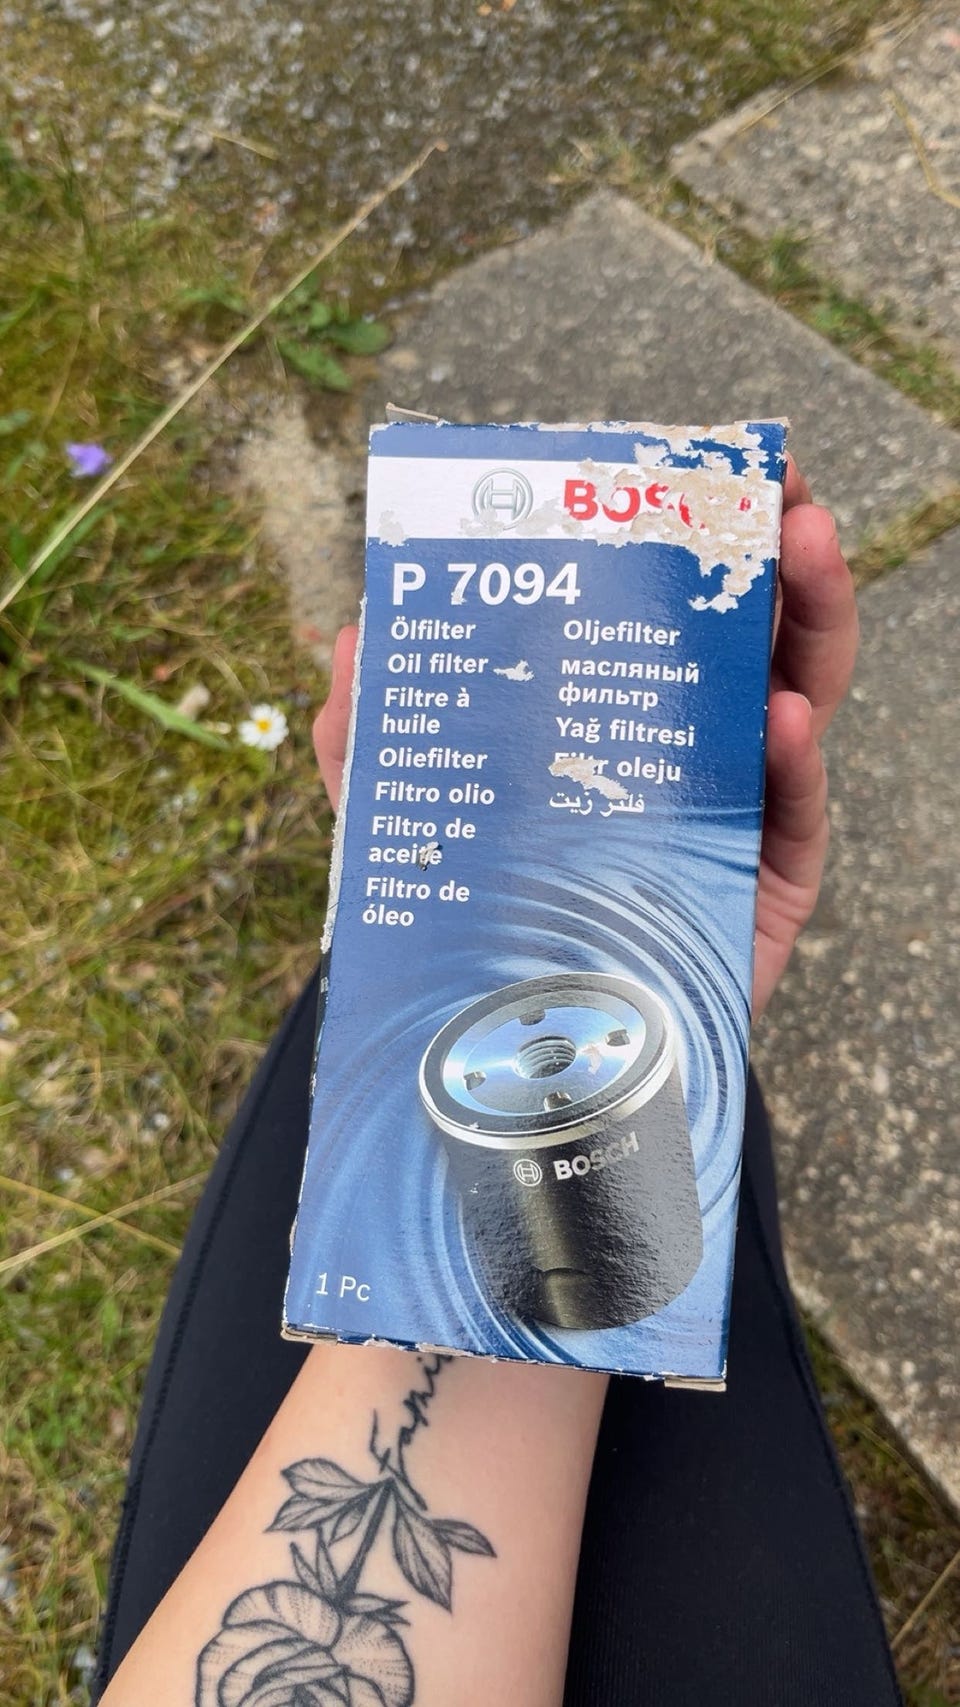 BOSCH
P 7094
Ölfilter
Oil filter
Filtre à
huile
Oliefilter
Filtro olio
Filtro de
aceite
Filtro de
óleo
Oljefilter
масляный
фильтр
Yağ filtresi
Filtr oleju
فلتر زيت
BOSCH
1 Pc